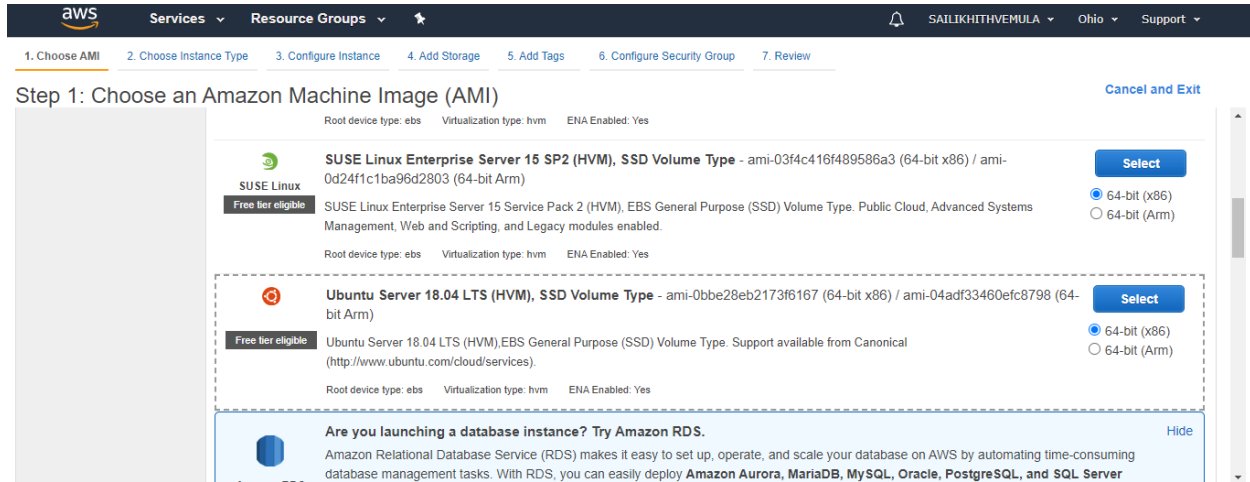 aws Services Resource Groups SAILIKHITHVEMULA Ohio Support
1. Choose AMI 2. Choose Instance Type 3. Configure Instance 4. Add Storage 5. Add Tags 6. Configure Security Group 7. Review
Step 1: Choose an Amazon Machine Image (AMI)
Cancel and Exit
Root device type: ebs Virtualization type: hvm ENA Enabled: Yes
SUSE Linux
Free tier eligible
SUSE Linux Enterprise Server 15 SP2 (HVM), SSD Volume Type - ami-03f4c416f489586a3 (64-bit x86) / ami-
0d24f1c1ba96d2803 (64-bit Arm)
SUSE Linux Enterprise Server 15 Service Pack 2 (HVM), EBS General Purpose (SSD) Volume Type. Public Cloud, Advanced Systems
Management, Web and Scripting, and Legacy modules enabled.
Root device type: ebs Virtualization type: hvm ENA Enabled: Yes
Select
64-bit (x86)
64-bit (Arm)
Free tier eligible
Ubuntu Server 18.04 LTS (HVM), SSD Volume Type - ami-0bbe28eb2173f6167 (64-bit x86) / ami-04adf33460efc8798 (64-
bit Arm)
Ubuntu Server 18.04 LTS (HVM),EBS General Purpose (SSD) Volume Type. Support available from Canonical
(http://www.ubuntu.com/cloud/services).
Root device type: ebs Virtualization type: hvm ENA Enabled: Yes
Select
64-bit (x86)
64-bit (Arm)
Are you launching a database instance? Try Amazon RDS.
Hide
Amazon Relational Database Service (RDS) makes it easy to set up, operate, and scale your database on AWS by automating time-consuming
database management tasks. With RDS, you can easily deploy Amazon Aurora, MariaDB, MySQL, Oracle, PostgreSQL, and SQL Server